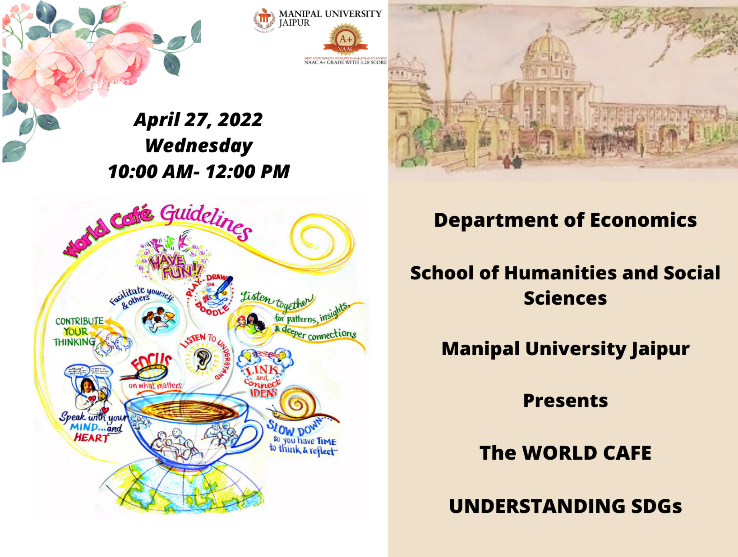 MANIPAL UNIVERSITY
JAIPUR
A+
NAAC
NAAC A+ GRADE WITH 3.28 SCORE
Canva
April 27, 2022
Wednesday
10:00 AM- 12:00 PM
World Café Guidelines
HAVE
FUN!!
PLAY, DRAW
DOODLE
Facilitate yourself
& others
Listen together
for patterns, insights,
& deeper connections
CONTRIBUTE
YOUR
THINKING
LISTEN TO UNDERSTAND
FOCUS
on what matters
LINK
and
connect
IDEAS
Speak with your
MIND...and
HEART
SLOW DOWN..
so you have TIME
to think & reflect
Department of Economics
School of Humanities and Social
Sciences
Manipal University Jaipur
Presents
The WORLD CAFE
UNDERSTANDING SDGs